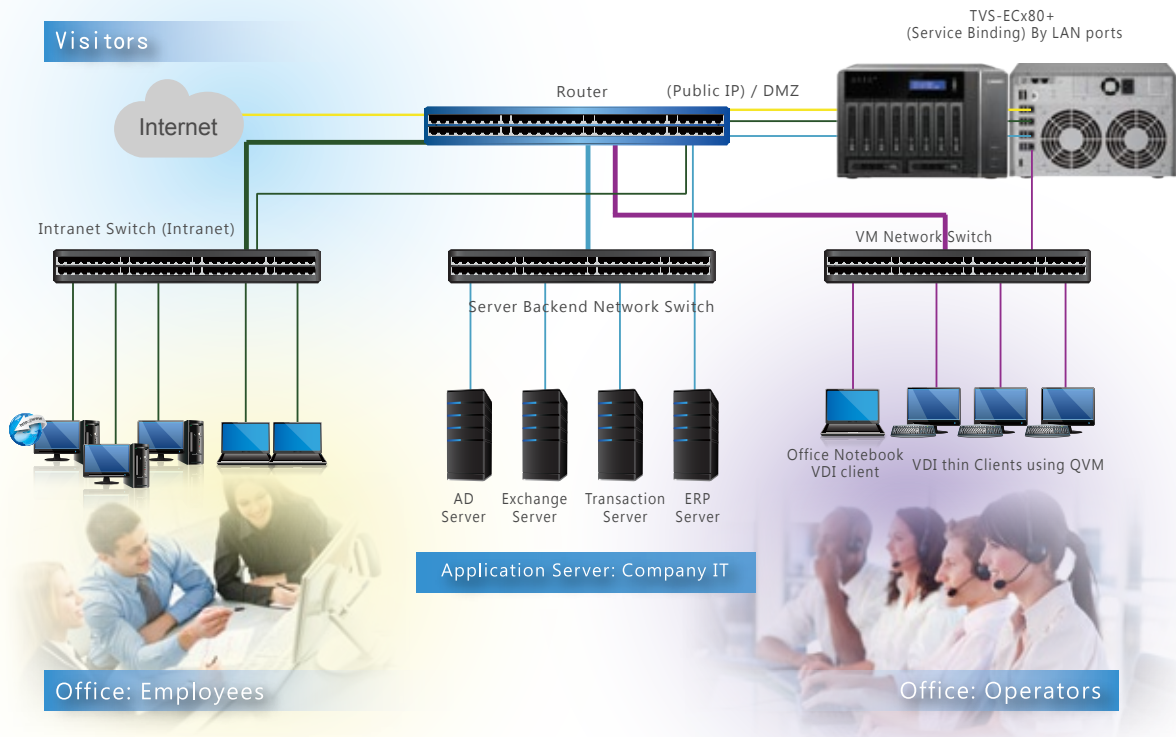 TVS-ECx80+
(Service Binding) By LAN ports
Visitors
Router
(Public IP) / DMZ
Internet
Intranet Switch (Intranet)
VM Network Switch
Server Backend Network Switch
Office Notebook
VDI client
VDI thin Clients using QVM
AD
Server
Exchange
Server
Transaction
Server
ERP
Server
Application Server: Company IT
Office: Employees
Office: Operators